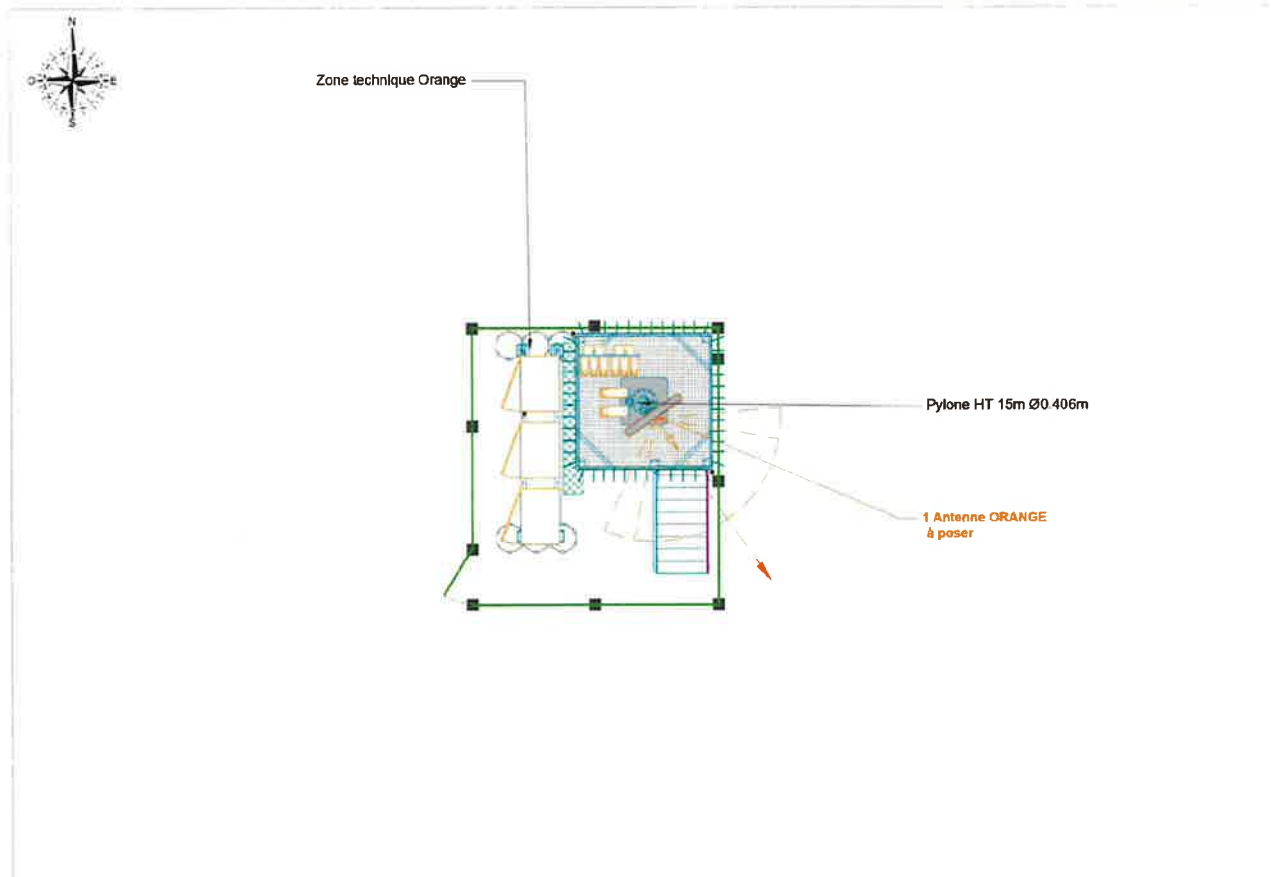 N
O
E
S
Zone technique Orange
Pylone HT 15m Ø0.406m
1 Antenne ORANGE
à poser